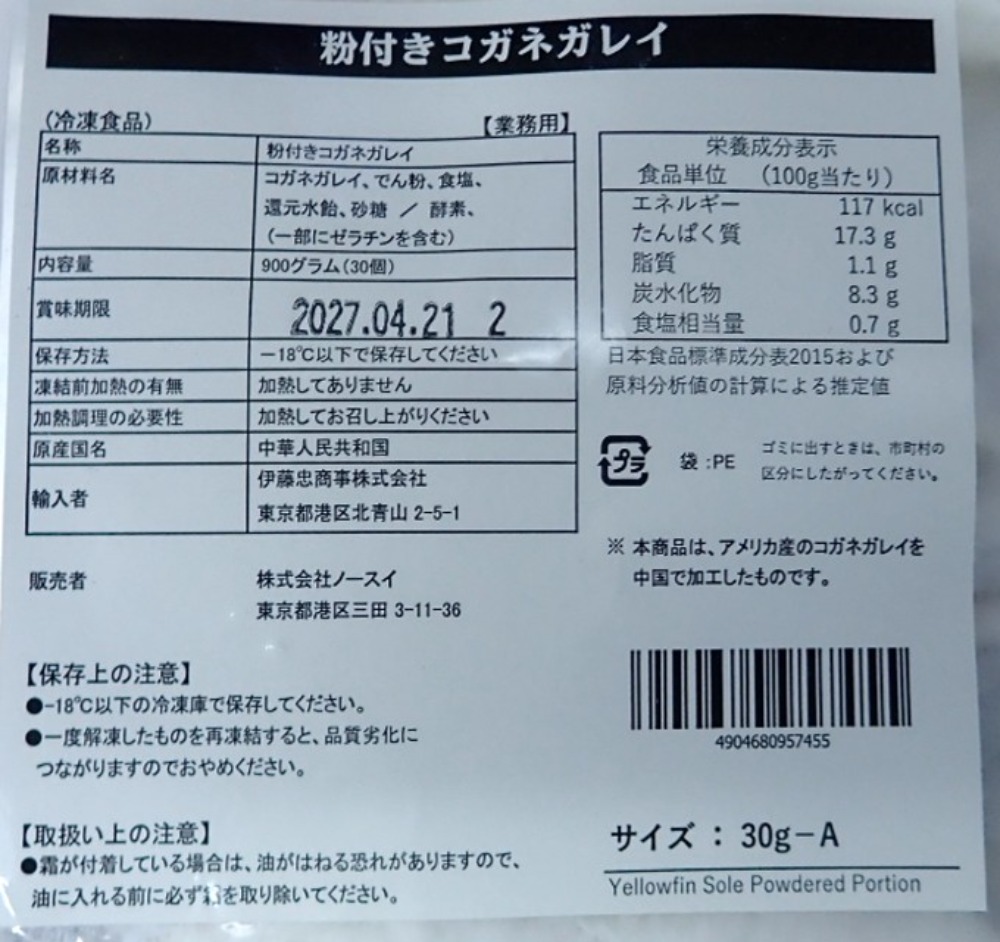 粉付きコガネガレイ
(冷凍食品)
【業務用】
名称 粉付きコガネガレイ
原材料名 コガネガレイ、でん粉、食塩、
還元水飴、砂糖 / 酵素、
(一部にゼラチンを含む)
内容量 900グラム(30個)
賞味期限 2027.04.21 2
保存方法 -18℃以下で保存してください
凍結前加熱の有無 加熱してありません
加熱調理の必要性 加熱してお召し上がりください
原産国名 中華人民共和国
輸入者 伊藤忠商事株式会社
東京都港区北青山 2-5-1
販売者 株式会社ノースイ
東京都港区三田 3-11-36
【保存上の注意】
●-18℃以下の冷凍庫で保存してください。
●一度解凍したものを再凍結すると、品質劣化に
つながりますのでおやめください。
【取扱い上の注意】
●霜が付着している場合は、油がはねる恐れがありますので、
油に入れる前に必ず霜を取り除いてください。
栄養成分表示
食品単位 (100g当たり)
エネルギー 117 kcal
たんぱく質 17.3 g
脂質 1.1 g
炭水化物 8.3 g
食塩相当量 0.7 g
日本食品標準成分表2015および
原料分析値の計算による推定値
プラ 袋:PE
ゴミに出すときは、市町村の
区分にしたがってください。
※ 本商品は、アメリカ産のコガネガレイを
中国で加工したものです。
4904680957455
サイズ : 30g-A
Yellowfin Sole Powdered Portion